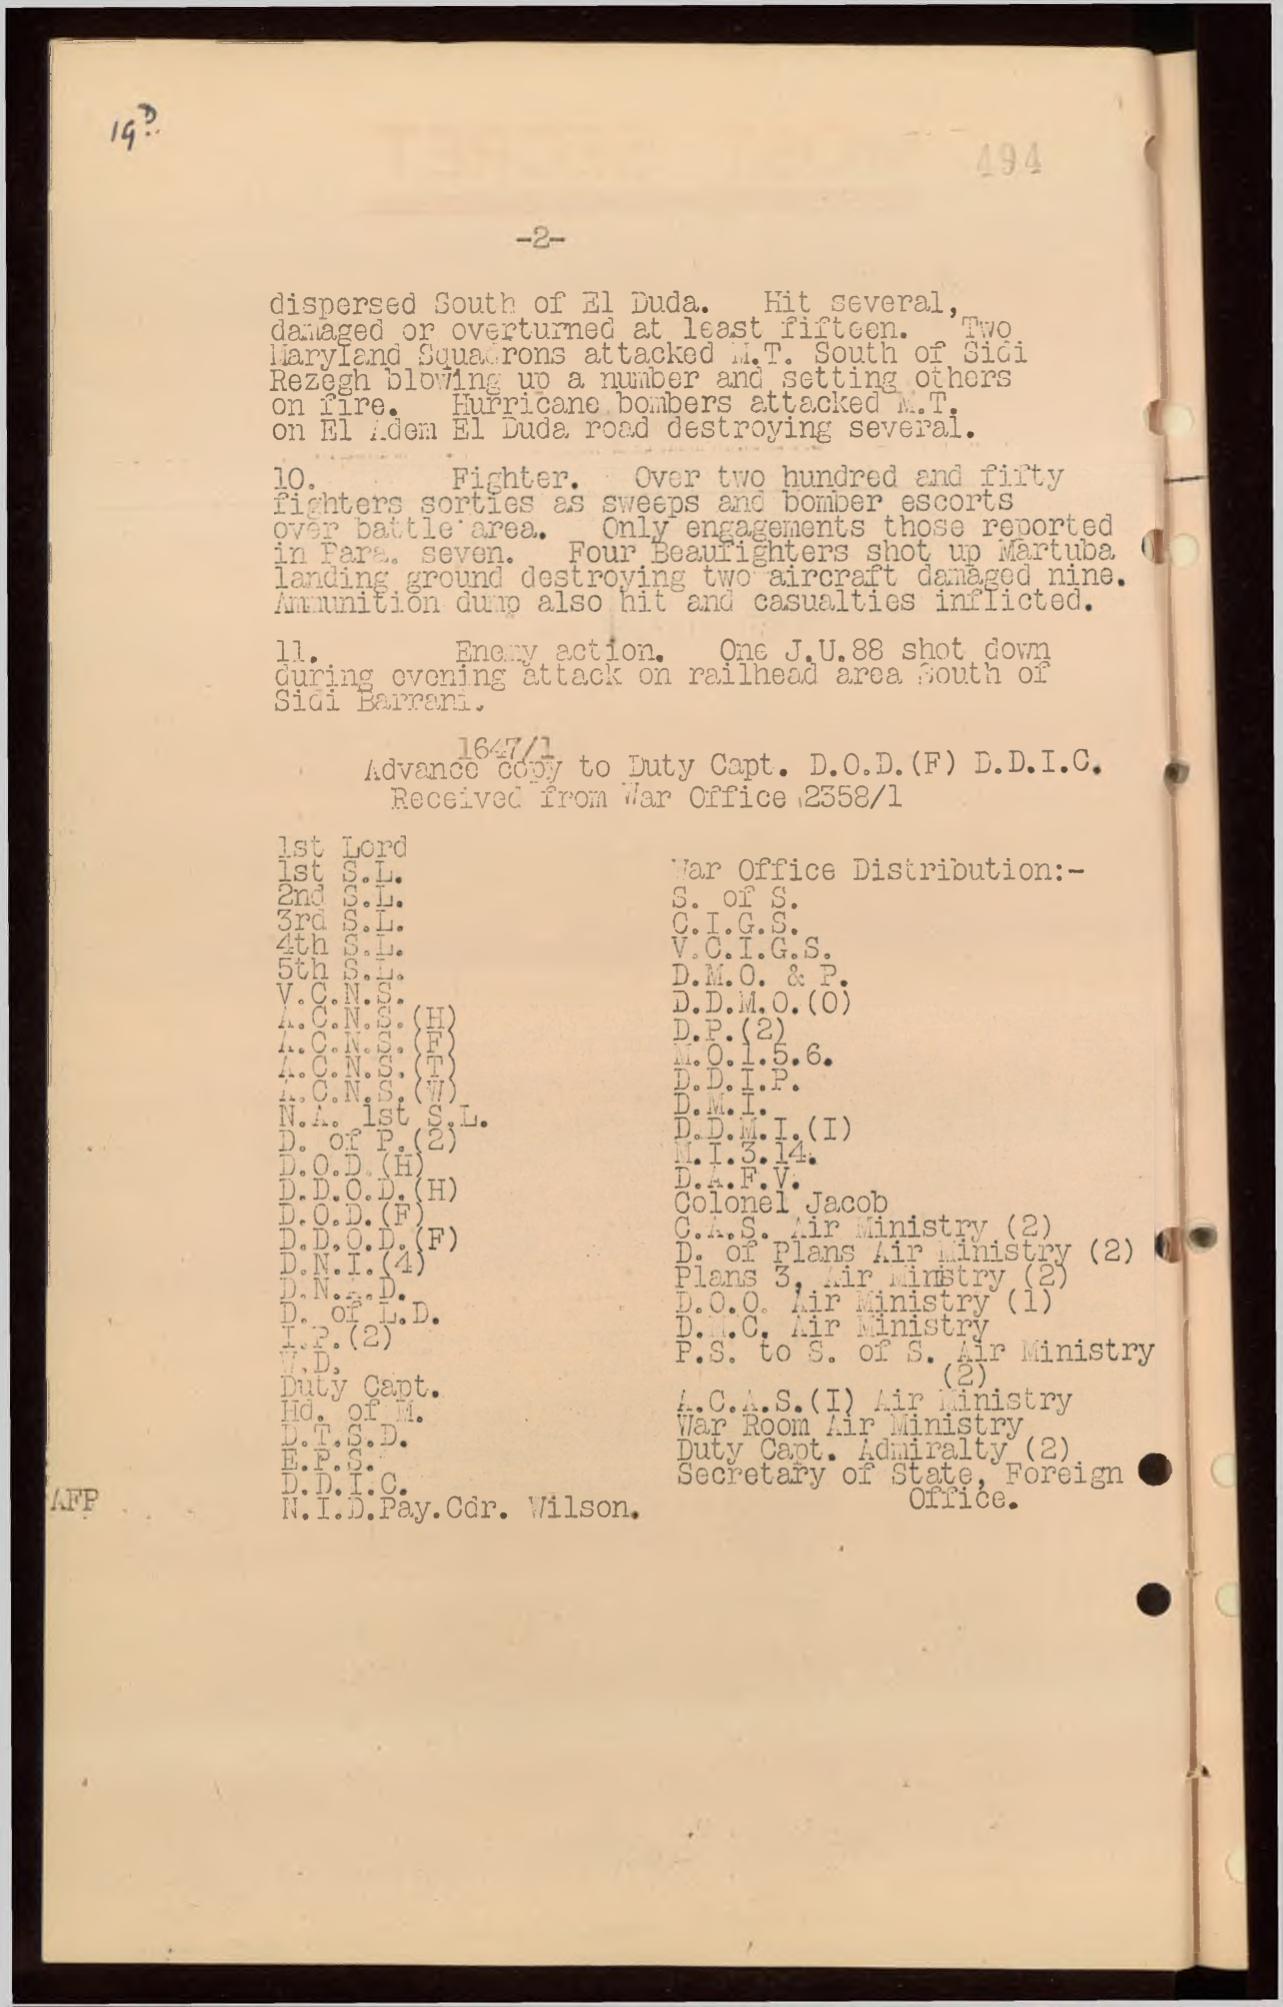 19D
494
-2-
dispersed South of El Duda. Hit several,
damaged or overturned at least fifteen. Two
Maryland Squadrons attacked M.T. South of Sidi
Rezegh blowing up a number and setting others
on fire. Hurricane bombers attacked M.T.
on El Adem El Duda road destroying several.
10. Fighter. Over two hundred and fifty
fighters sorties as sweeps and bomber escorts
over battle area. Only engagements those reported
in Para. seven. Four Beaufighters shot up Martuba
landing ground destroying two aircraft damaged nine.
Ammunition dump also hit and casualties inflicted.
11. Enemy action. One J.U.88 shot down
during evening attack on railhead area South of
Sidi Barrani.
1647/1
Advance copy to Duty Capt. D.O.D.(F) D.D.I.C.
Received from War Office 2358/1
1st Lord
1st S.L.
2nd S.L.
3rd S.L.
4th S.L.
5th S.L.
V.C.N.S.
A.C.N.S.(H)
A.C.N.S.(F)
A.C.N.S.(T)
A.C.N.S.(W)
N.A. 1st S.L.
D. of P.(2)
D.O.D.(H)
D.D.O.D.(H)
D.O.D.(F)
D.D.O.D.(F)
D.N.I.(4)
D.N.A.D.
D. of L.D.
I.P.(2)
W.D.
Duty Capt.
Hd. of M.
D.T.S.D.
E.P.S.
D.D.I.C.
N.I.D.Pay.Cdr. Wilson.
War Office Distribution:-
S. of S.
C.I.G.S.
V.C.I.G.S.
D.M.O. & P.
D.D.M.O.(O)
D.P.(2)
M.O.1.5.6.
D.D.I.P.
D.M.I.
D.D.M.I.(I)
M.I.3.14.
D.A.F.V.
Colonel Jacob
C.A.S. Air Ministry (2)
D. of Plans Air Ministry (2)
Plans 3, Air Ministry (2)
D.O.O. Air Ministry (1)
D.M.C. Air Ministry
P.S. to S. of S. Air Ministry
(2)
A.C.A.S.(I) Air Ministry
War Room Air Ministry
Duty Capt. Admiralty (2)
Secretary of State, Foreign
Office.
AFP